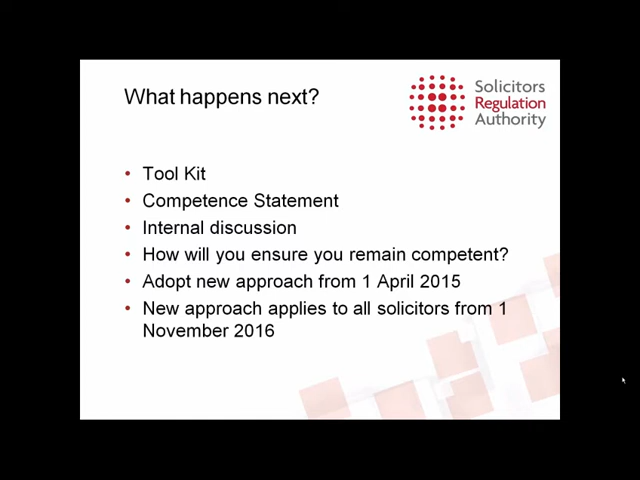 What happens next?
Solicitors
Regulation
Authority
• Tool Kit
• Competence Statement
• Internal discussion
• How will you ensure you remain competent?
• Adopt new approach from 1 April 2015
• New approach applies to all solicitors from 1
November 2016